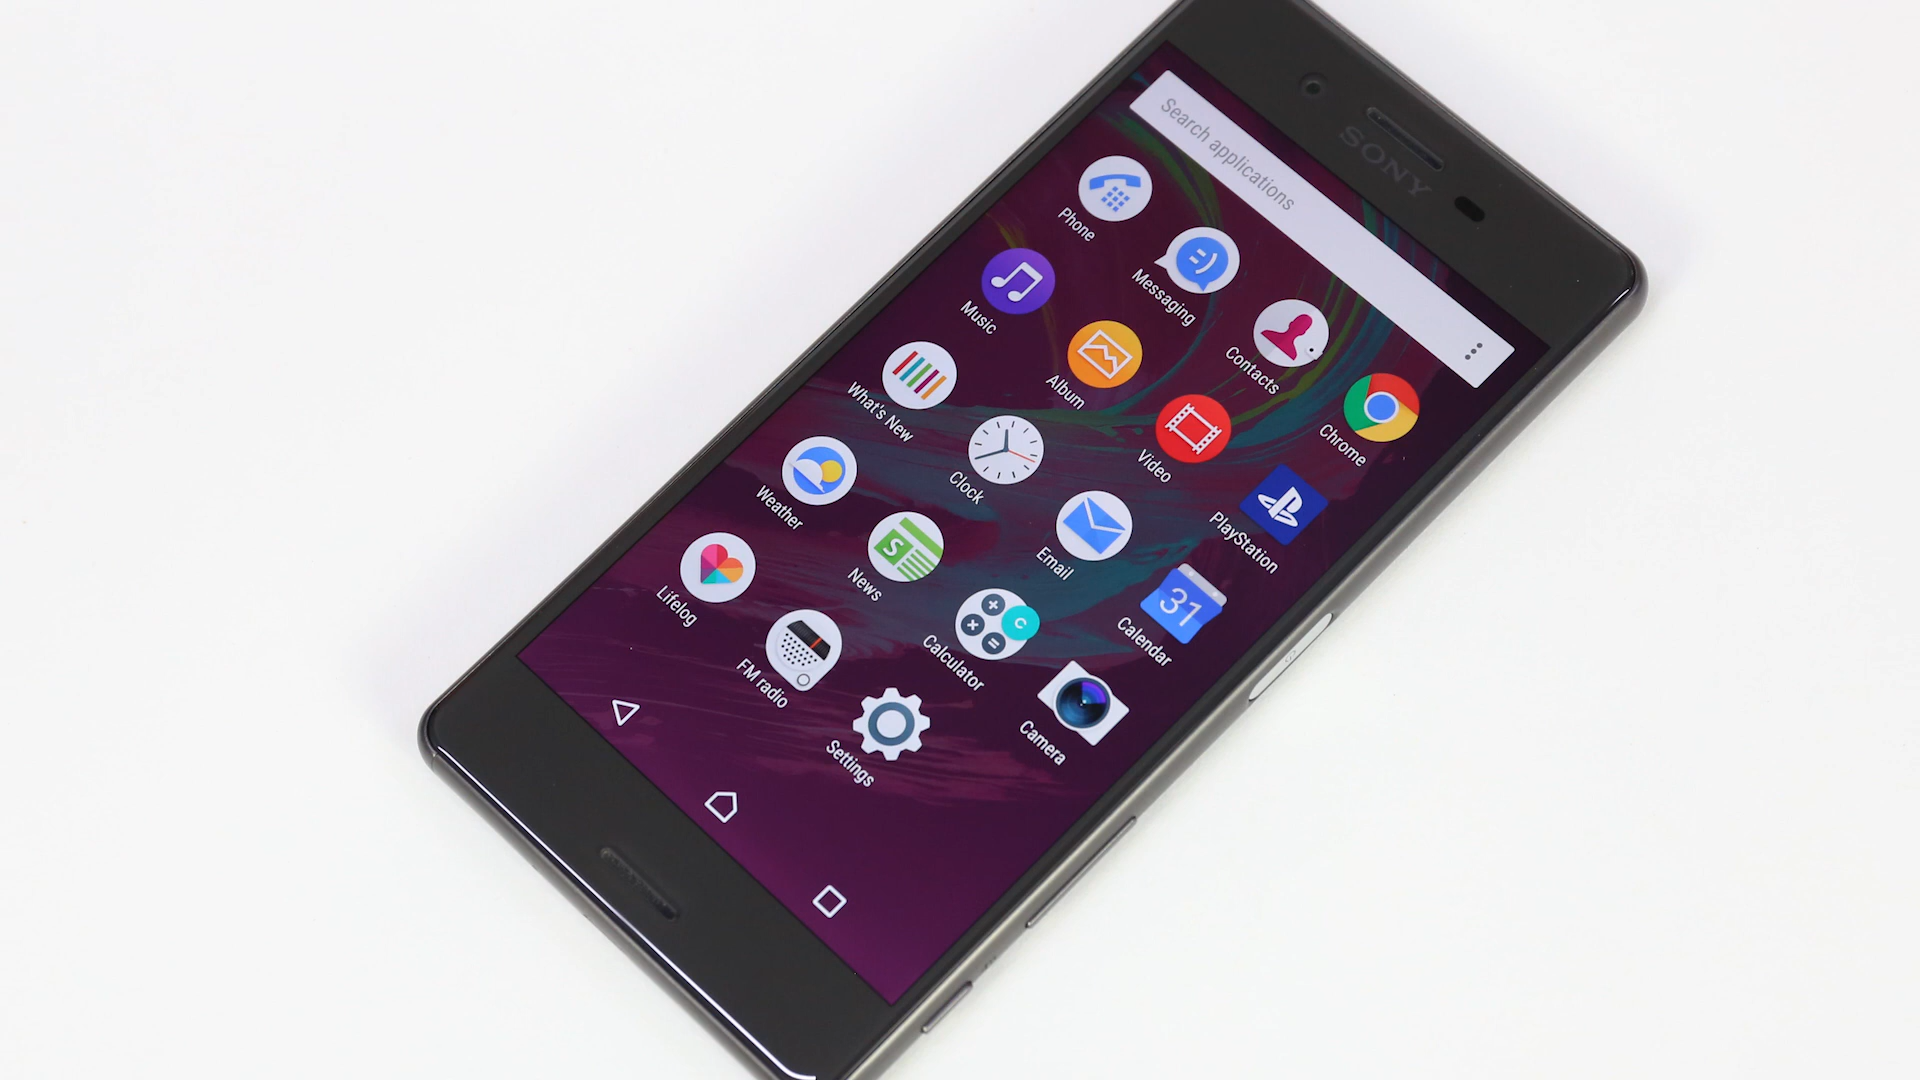 SONY
Search applications
Phone
Messaging
Contacts
Chrome
Music
Album
Video
PlayStation
What's New
Clock
Email
31
Calendar
Weather
S
News
C
Calculator
Camera
Lifelog
FM radio
Settings